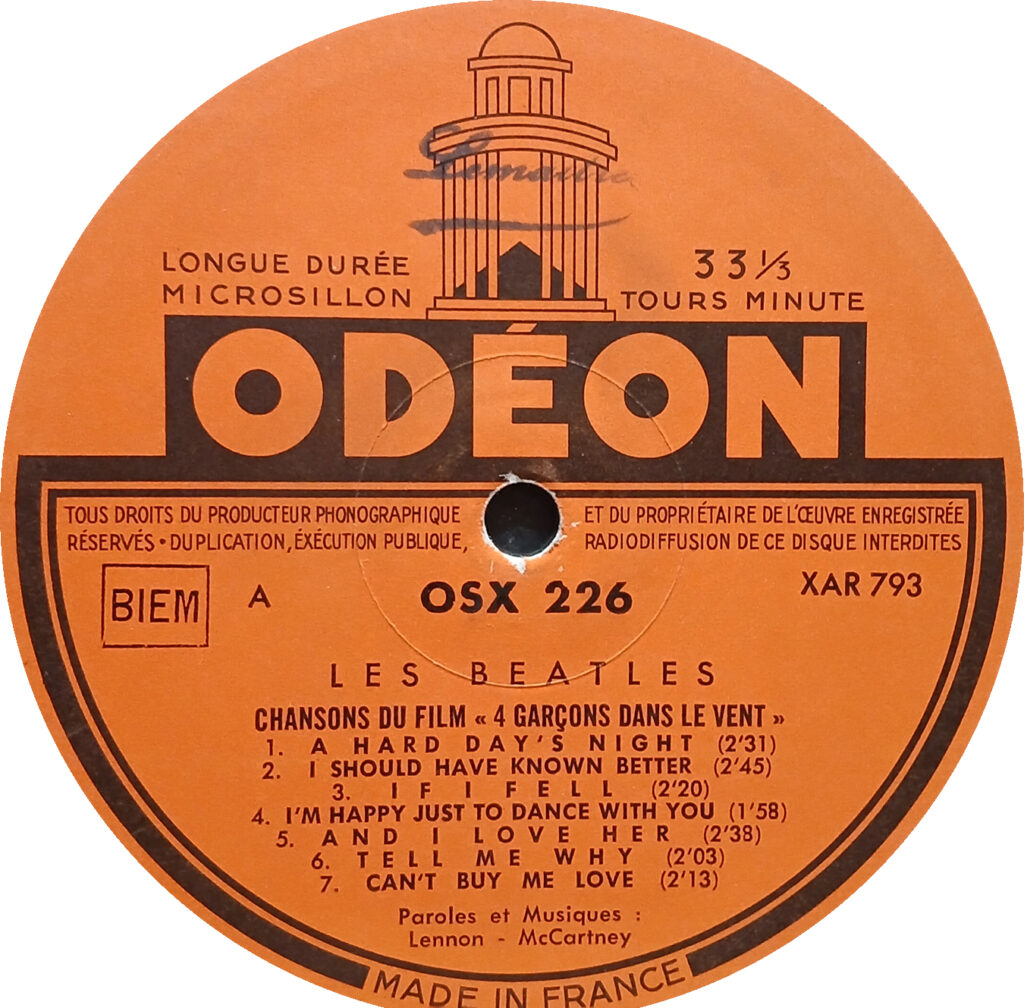 Lemaire
LONGUE DURÉE
MICROSILLON
33 1/3
TOURS MINUTE
ODÉON
TOUS DROITS DU PRODUCTEUR PHONOGRAPHIQUE ET DU PROPRIÉTAIRE DE L'ŒUVRE ENREGISTRÉE
RÉSERVÉS • DUPLICATION, ÉXÉCUTION PUBLIQUE, RADIODIFFUSION DE CE DISQUE INTERDITES
BIEM A OSX 226 XAR 793
LES BEATLES
CHANSONS DU FILM « 4 GARÇONS DANS LE VENT »
1. A HARD DAY'S NIGHT (2'31)
2. I SHOULD HAVE KNOWN BETTER (2'45)
3. IF I FELL (2'20)
4. I'M HAPPY JUST TO DANCE WITH YOU (1'58)
5. AND I LOVE HER (2'38)
6. TELL ME WHY (2'03)
7. CAN'T BUY ME LOVE (2'13)
Paroles et Musiques :
Lennon - McCartney
MADE IN FRANCE